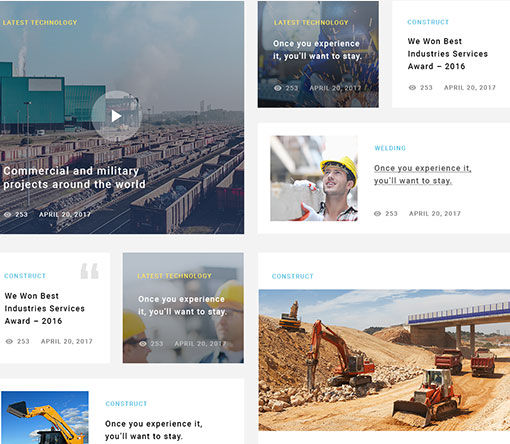 LATEST TECHNOLOGY
Commercial and military
projects around the world
253 APRIL 20, 2017
LATEST TECHNOLOGY
Once you experience
it, you'll want to stay.
253 APRIL 20, 2017
CONSTRUCT
We Won Best
Industries Services
Award – 2016
253 APRIL 20, 2017
WELDING
Once you experience it,
you'll want to stay.
253 APRIL 20, 2017
CONSTRUCT
“
We Won Best
Industries Services
Award – 2016
253 APRIL 20, 2017
LATEST TECHNOLOGY
Once you experience
it, you'll want to stay.
253 APRIL 20, 2017
CONSTRUCT
CONSTRUCT
Once you experience it,
you'll want to stay.